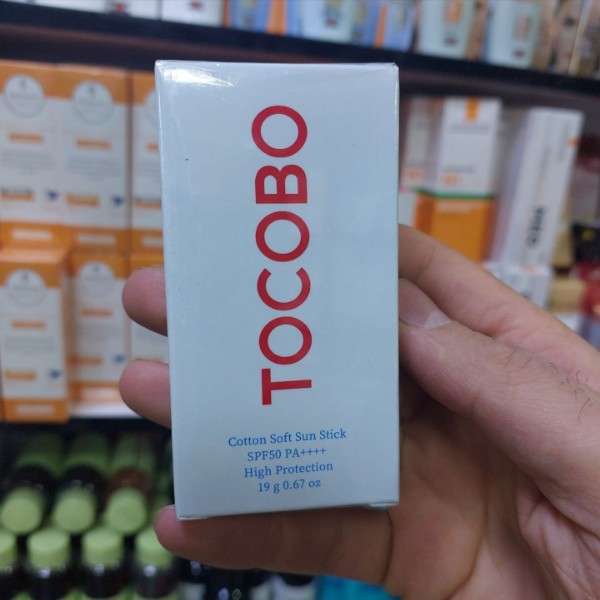 TOCOBO
Cotton Soft Sun Stick
SPF50 PA++++
High Protection
19 g 0.67 oz